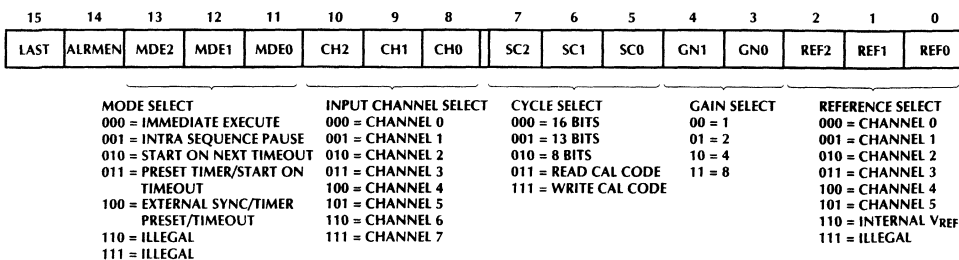 15 14 13 12 11 10 9 8 7 6 5 4 3 2 1 0
LAST ALRMEN MDE2 MDE1 MDE0 CH2 CH1 CH0 SC2 SC1 SC0 GN1 GN0 REF2 REF1 REF0
MODE SELECT
000 = IMMEDIATE EXECUTE
001 = INTRA SEQUENCE PAUSE
010 = START ON NEXT TIMEOUT
011 = PRESET TIMER/START ON
TIMEOUT
100 = EXTERNAL SYNC/TIMER
PRESET/TIMEOUT
110 = ILLEGAL
111 = ILLEGAL
INPUT CHANNEL SELECT
000 = CHANNEL 0
001 = CHANNEL 1
010 = CHANNEL 2
011 = CHANNEL 3
100 = CHANNEL 4
101 = CHANNEL 5
110 = CHANNEL 6
111 = CHANNEL 7
CYCLE SELECT
000 = 16 BITS
001 = 13 BITS
010 = 8 BITS
011 = READ CAL CODE
111 = WRITE CAL CODE
GAIN SELECT
00 = 1
01 = 2
10 = 4
11 = 8
REFERENCE SELECT
000 = CHANNEL 0
001 = CHANNEL 1
010 = CHANNEL 2
011 = CHANNEL 3
100 = CHANNEL 4
101 = CHANNEL 5
110 = INTERNAL VREF
111 = ILLEGAL